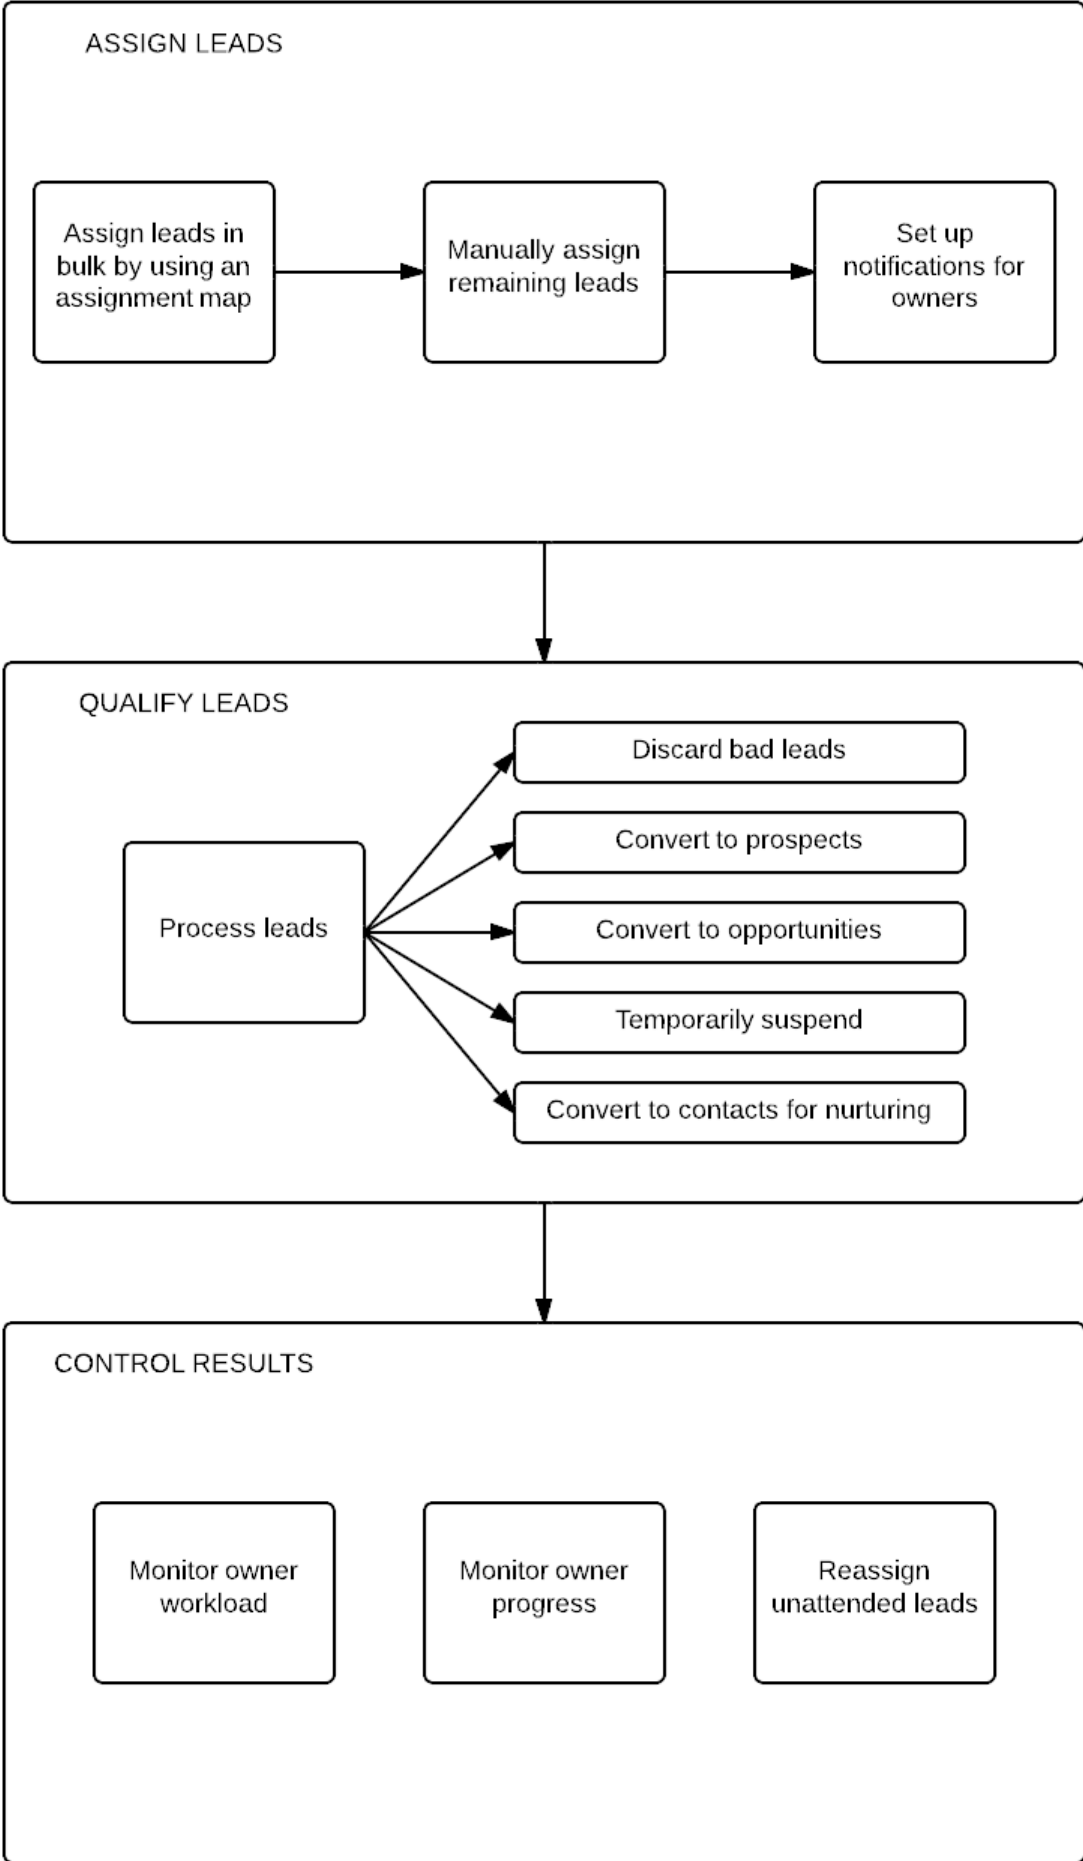 ASSIGN LEADS
Assign leads in
bulk by using an
assignment map
Manually assign
remaining leads
Set up
notifications for
owners
QUALIFY LEADS
Process leads
Discard bad leads
Convert to prospects
Convert to opportunities
Temporarily suspend
Convert to contacts for nurturing
CONTROL RESULTS
Monitor owner
workload
Monitor owner
progress
Reassign
unattended leads